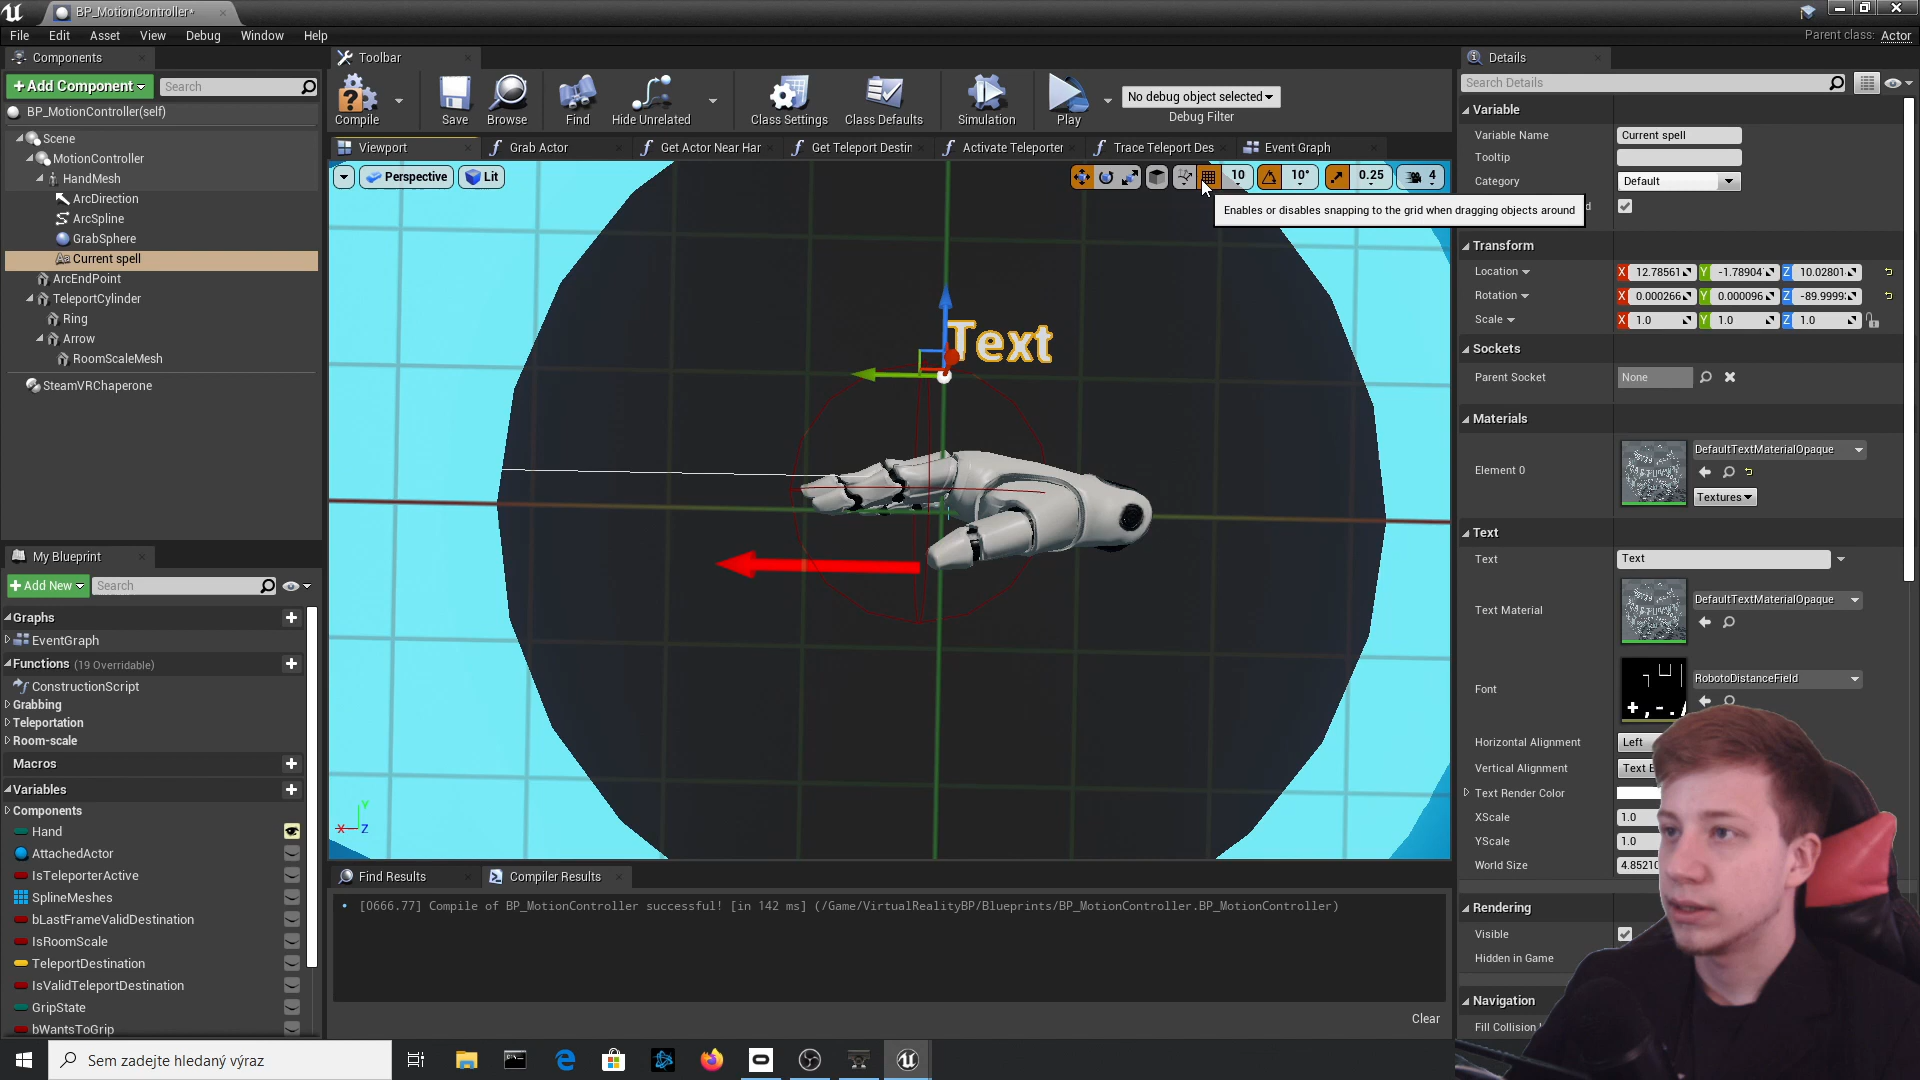 BP_MotionController*
File Edit Asset View Debug Window Help
Parent class: Actor
Components
+Add Component
Search
BP_MotionController(self)
Scene
MotionController
HandMesh
ArcDirection
ArcSpline
GrabSphere
Current spell
ArcEndPoint
TeleportCylinder
Ring
Arrow
RoomScaleMesh
SteamVRChaperone
My Blueprint
+Add New
Search
Graphs
EventGraph
Functions (19 Overridable)
ConstructionScript
Grabbing
Teleportation
Room-scale
Macros
Variables
Components
Hand
AttachedActor
IsTeleporterActive
SplineMeshes
bLastFrameValidDestination
IsRoomScale
TeleportDestination
IsValidTeleportDestination
GripState
bWantsToGrip
Toolbar
Compile
Save
Browse
Find
Hide Unrelated
Class Settings
Class Defaults
Simulation
Play
No debug object selected
Debug Filter
Viewport
Grab Actor
Get Actor Near Har
Get Teleport Destir
Activate Teleporter
Trace Teleport Des
Event Graph
Perspective
Lit
10
10°
0.25
4
Enables or disables snapping to the grid when dragging objects around
Text
X Y Z
Find Results
Compiler Results
• [0666.77] Compile of BP_MotionController successful! [in 142 ms] (/Game/VirtualRealityBP/Blueprints/BP_MotionController.BP_MotionController)
Clear
Details
Search Details
Variable
Variable Name Current spell
Tooltip
Category Default
Transform
Location X 12.78561 Y -1.78904 Z 10.02801
Rotation X 0.000266 Y 0.000096 Z -89.9999
Scale X 1.0 Y 1.0 Z 1.0
Sockets
Parent Socket None
Materials
Element 0
DefaultTextMaterialOpaque
Textures
Text
Text Text
Text Material
DefaultTextMaterialOpaque
Font
RobotoDistanceField
Horizontal Alignment Left
Vertical Alignment Text
Text Render Color
XScale 1.0
YScale 1.0
World Size 4.8521
Rendering
Visible
Hidden in Game
Navigation
Fill Collision
Sem zadejte hledaný výraz